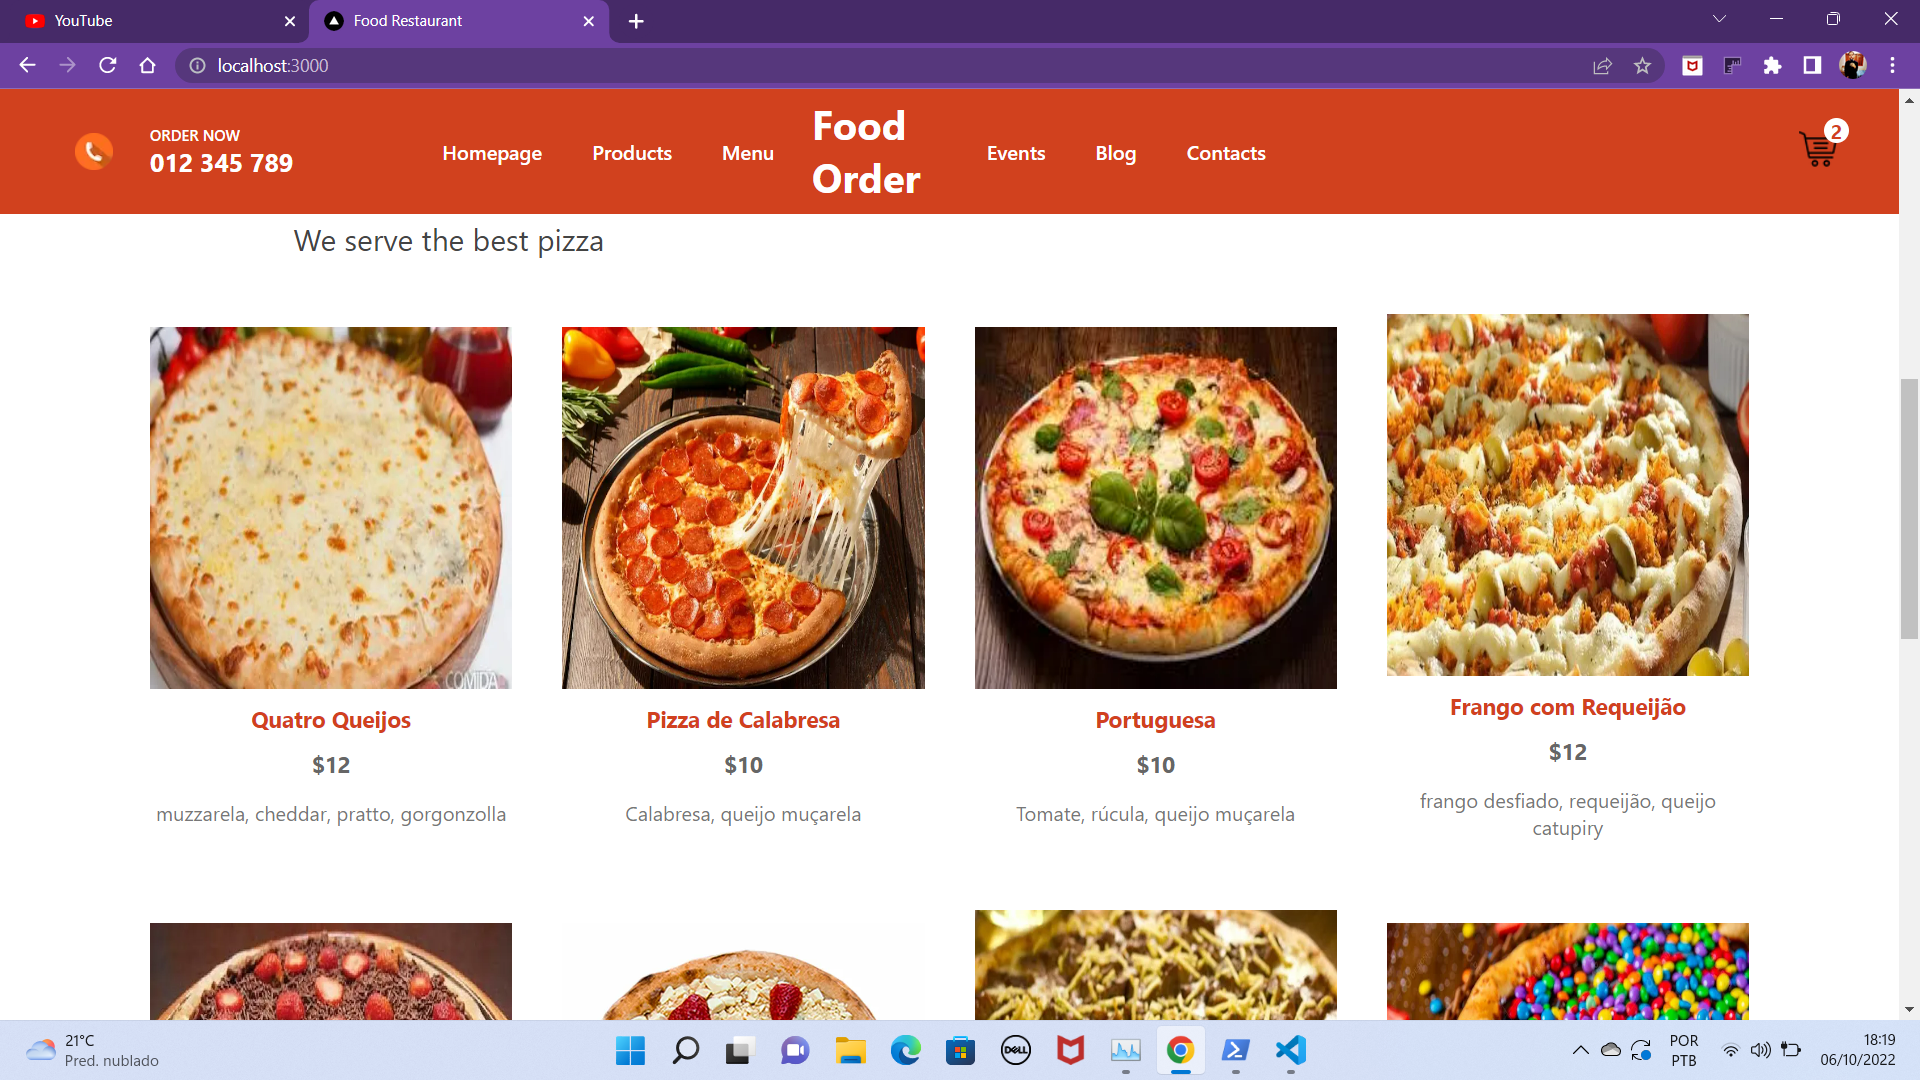 YouTube
Food Restaurant
localhost:3000
ORDER NOW
012 345 789
Homepage
Products
Menu
Food
Order
Events
Blog
Contacts
2
We serve the best pizza
COMIDA
Quatro Queijos
$12
muzzarela, cheddar, pratto, gorgonzolla
Pizza de Calabresa
$10
Calabresa, queijo muçarela
Portuguesa
$10
Tomate, rúcula, queijo muçarela
Frango com Requeijão
$12
frango desfiado, requeijão, queijo
catupiry
21°C
Pred. nublado
DELL
POR
PTB
18:19
06/10/2022